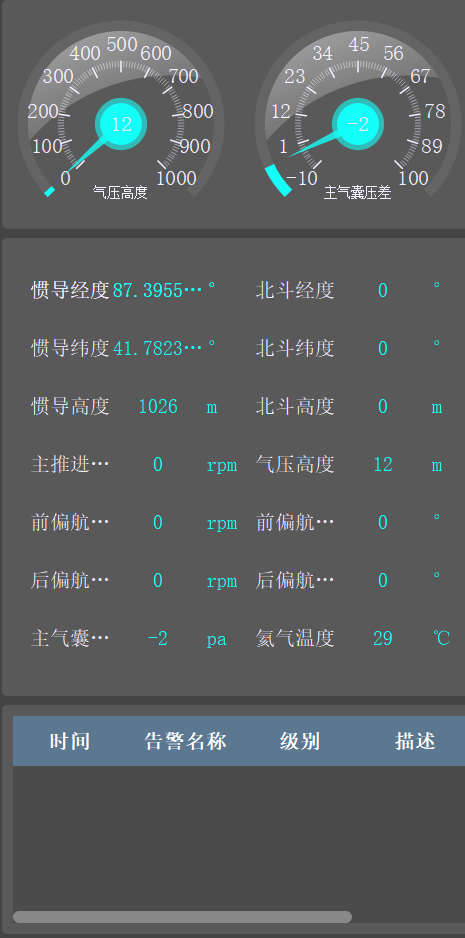 0 100 200 300 400 500 600 700 800 900 1000
12
气压高度
-10 1 12 23 34 45 56 67 78 89 100
-2
主气囊压差
惯导经度 87.3955… ° 北斗经度 0 °
惯导纬度 41.7823… ° 北斗纬度 0 °
惯导高度 1026 m 北斗高度 0 m
主推进… 0 rpm 气压高度 12 m
前偏航… 0 rpm 前偏航… 0 °
后偏航… 0 rpm 后偏航… 0 °
主气囊… -2 pa 氦气温度 29 ℃
时间 告警名称 级别 描述